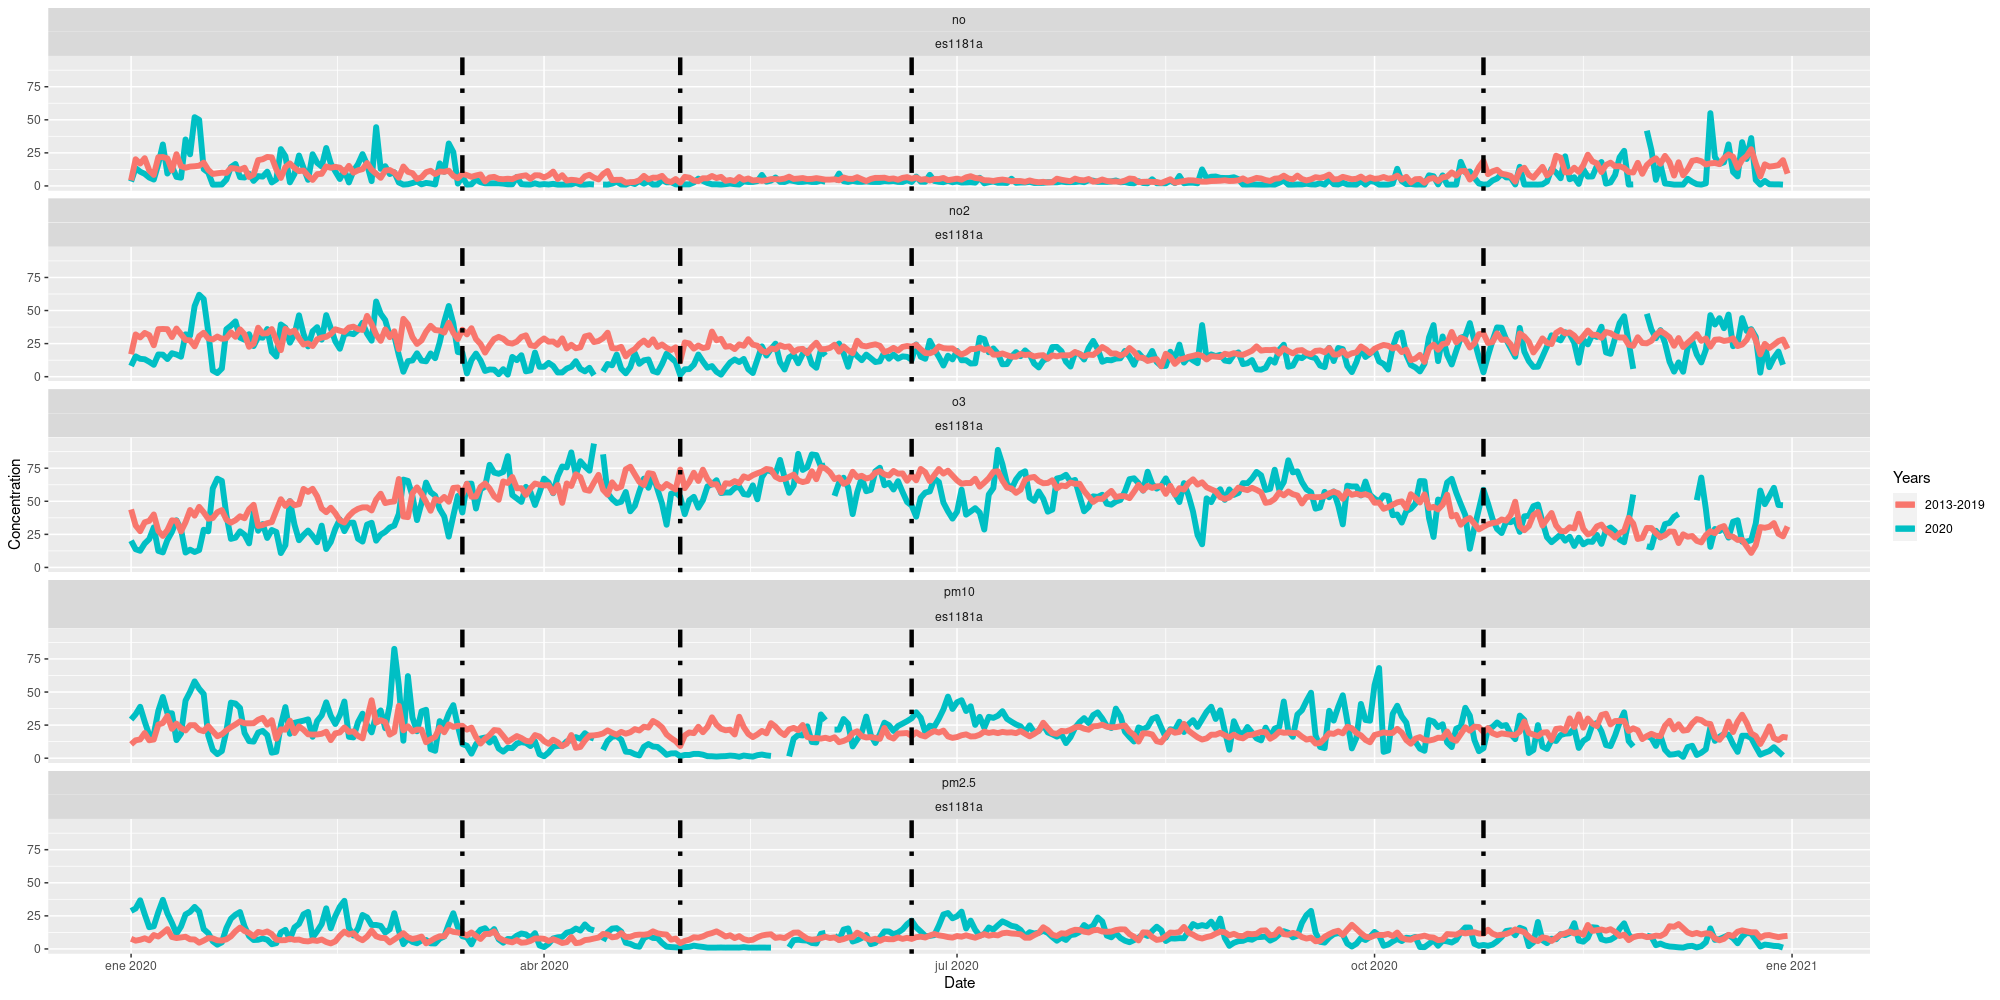 no
es1181a
75
50
25
0
no2
es1181a
75
50
25
0
o3
es1181a
75
50
25
0
pm10
es1181a
75
50
25
0
pm2.5
es1181a
75
50
25
0
ene 2020
abr 2020
jul 2020
oct 2020
ene 2021
Date
Concentration
Years
2013-2019
2020